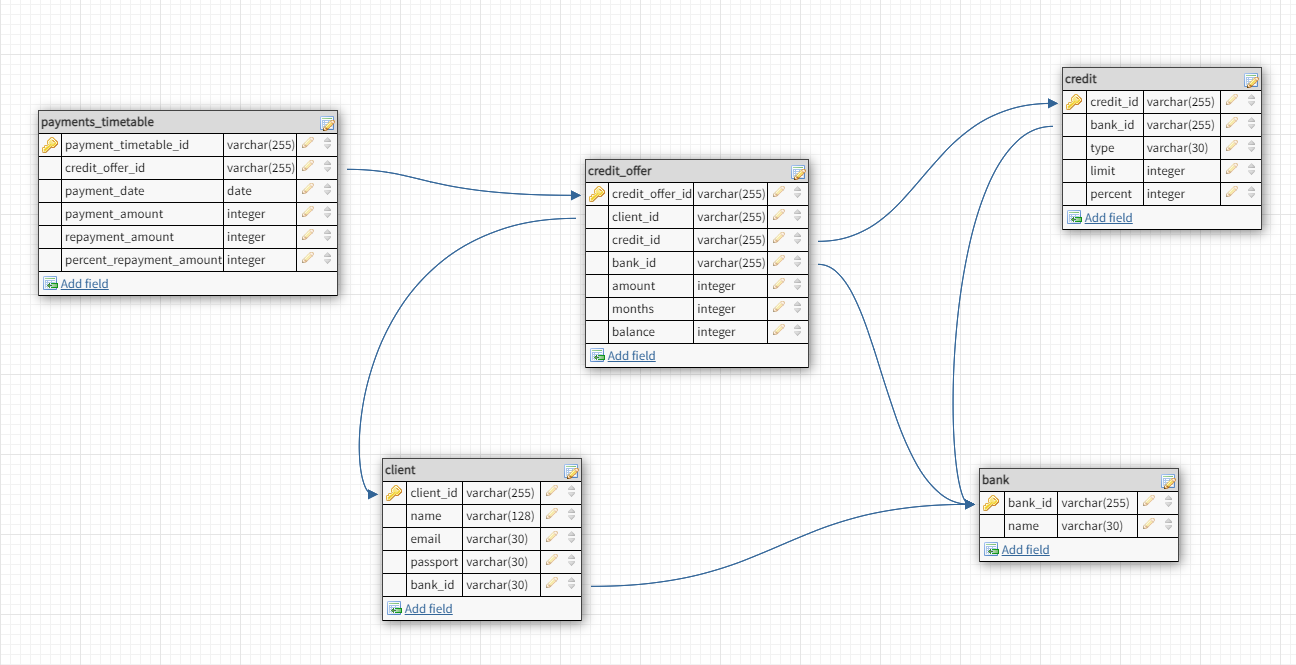 payments_timetable
payment_timetable_id varchar(255)
credit_offer_id varchar(255)
payment_date date
payment_amount integer
repayment_amount integer
percent_repayment_amount integer
Add field
credit_offer
credit_offer_id varchar(255)
client_id varchar(255)
credit_id varchar(255)
bank_id varchar(255)
amount integer
months integer
balance integer
Add field
credit
credit_id varchar(255)
bank_id varchar(255)
type varchar(30)
limit integer
percent integer
Add field
client
client_id varchar(255)
name varchar(128)
email varchar(30)
passport varchar(30)
bank_id varchar(30)
Add field
bank
bank_id varchar(255)
name varchar(30)
Add field